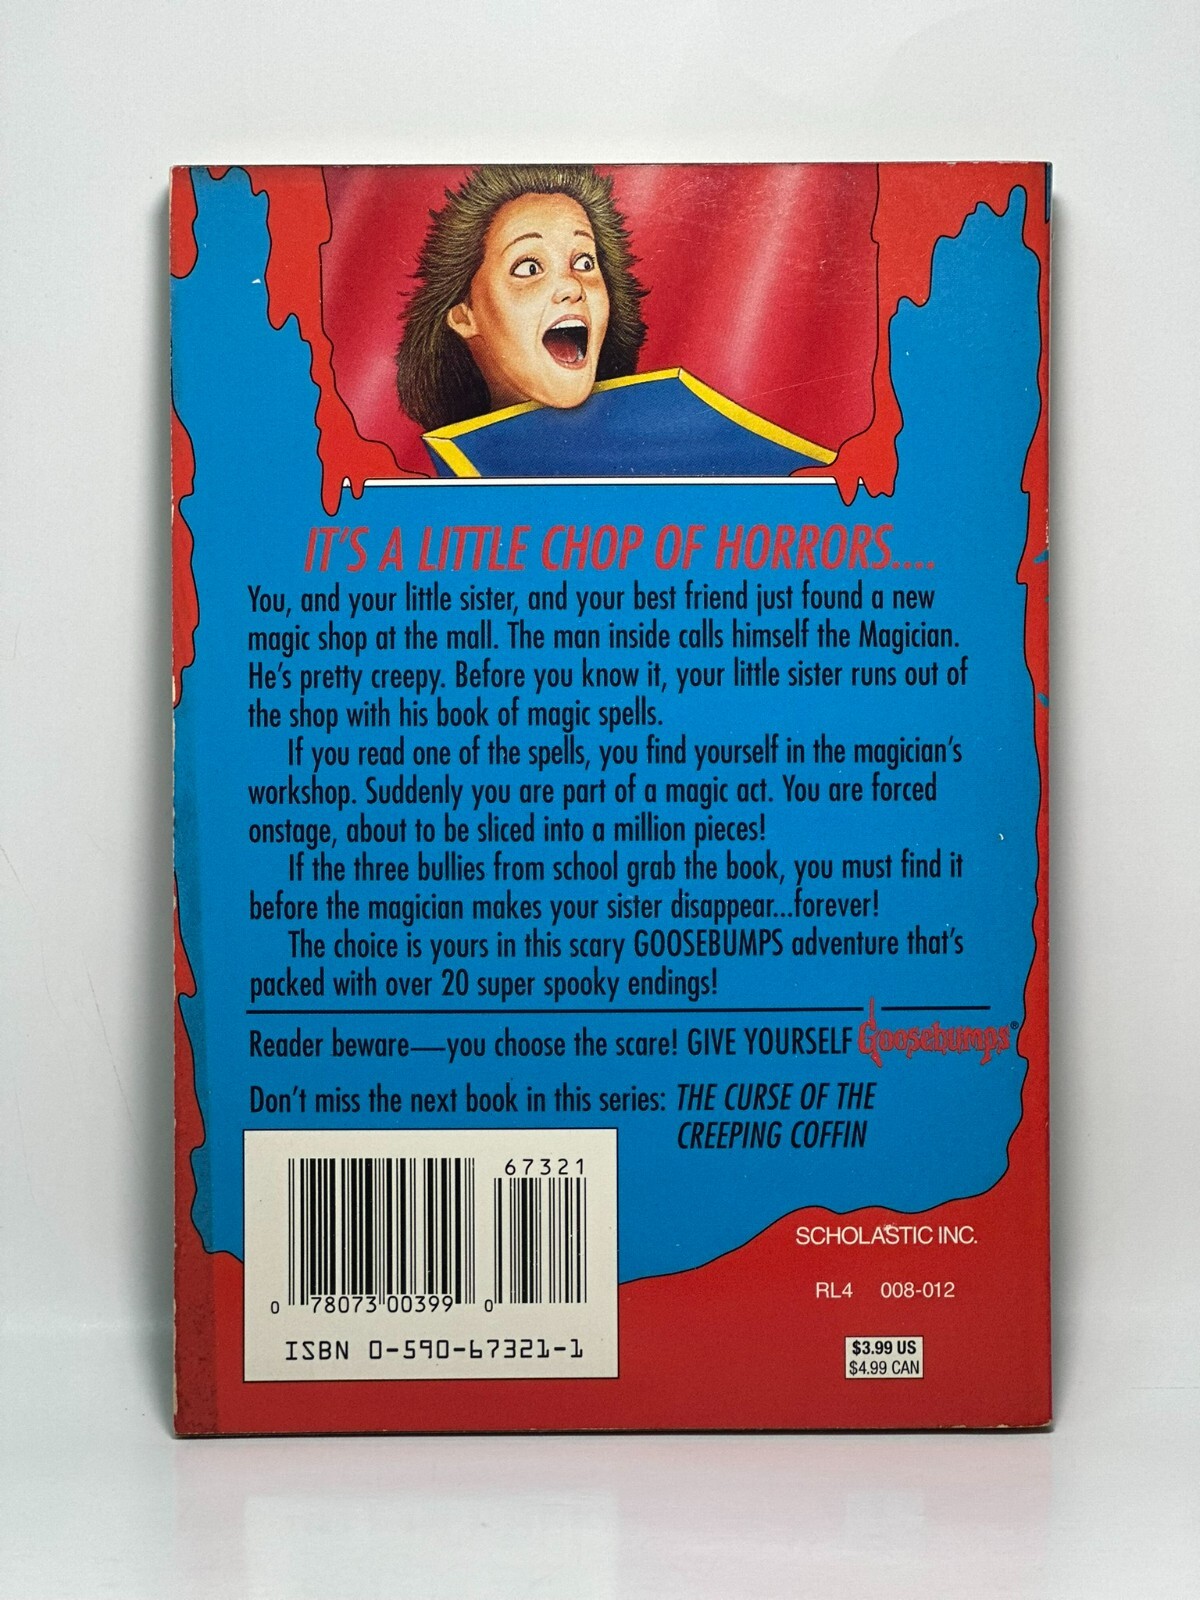 IT'S A LITTLE CHOP OF HORRORS....
You, and your little sister, and your best friend just found a new
magic shop at the mall. The man inside calls himself the Magician.
He's pretty creepy. Before you know it, your little sister runs out of
the shop with his book of magic spells.
If you read one of the spells, you find yourself in the magician's
workshop. Suddenly you are part of a magic act. You are forced
onstage, about to be sliced into a million pieces!
If the three bullies from school grab the book, you must find it
before the magician makes your sister disappear...forever!
The choice is yours in this scary GOOSEBUMPS adventure that's
packed with over 20 super spooky endings!
Reader beware—you choose the scare! GIVE YOURSELF Goosebumps®
Don't miss the next book in this series: THE CURSE OF THE
CREEPING COFFIN
67321
0 78073 00399 0
ISBN 0-590-67321-1
SCHOLASTIC INC.
RL4 008-012
$3.99 US
$4.99 CAN